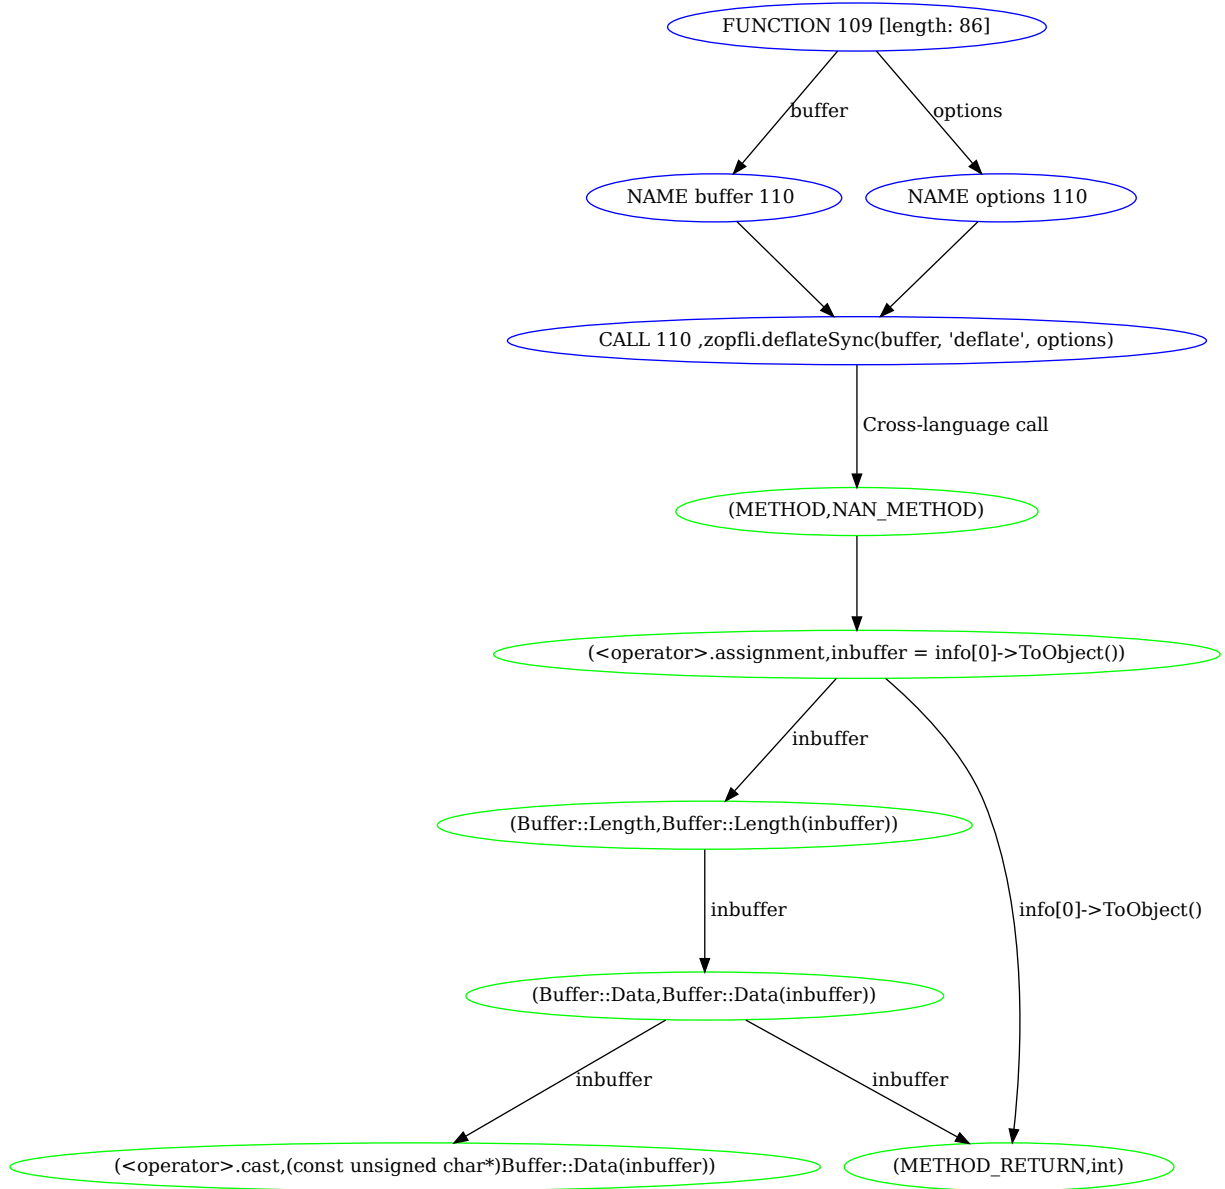 FUNCTION 109 [length: 86]
buffer
options
NAME buffer 110
NAME options 110
CALL 110 ,zopfli.deflateSync(buffer, 'deflate', options)
Cross-language call
(METHOD,NAN_METHOD)
(<operator>.assignment,inbuffer = info[0]->ToObject())
inbuffer
(Buffer::Length,Buffer::Length(inbuffer))
inbuffer
info[0]->ToObject()
(Buffer::Data,Buffer::Data(inbuffer))
inbuffer
inbuffer
(<operator>.cast,(const unsigned char*)Buffer::Data(inbuffer))
(METHOD_RETURN,int)